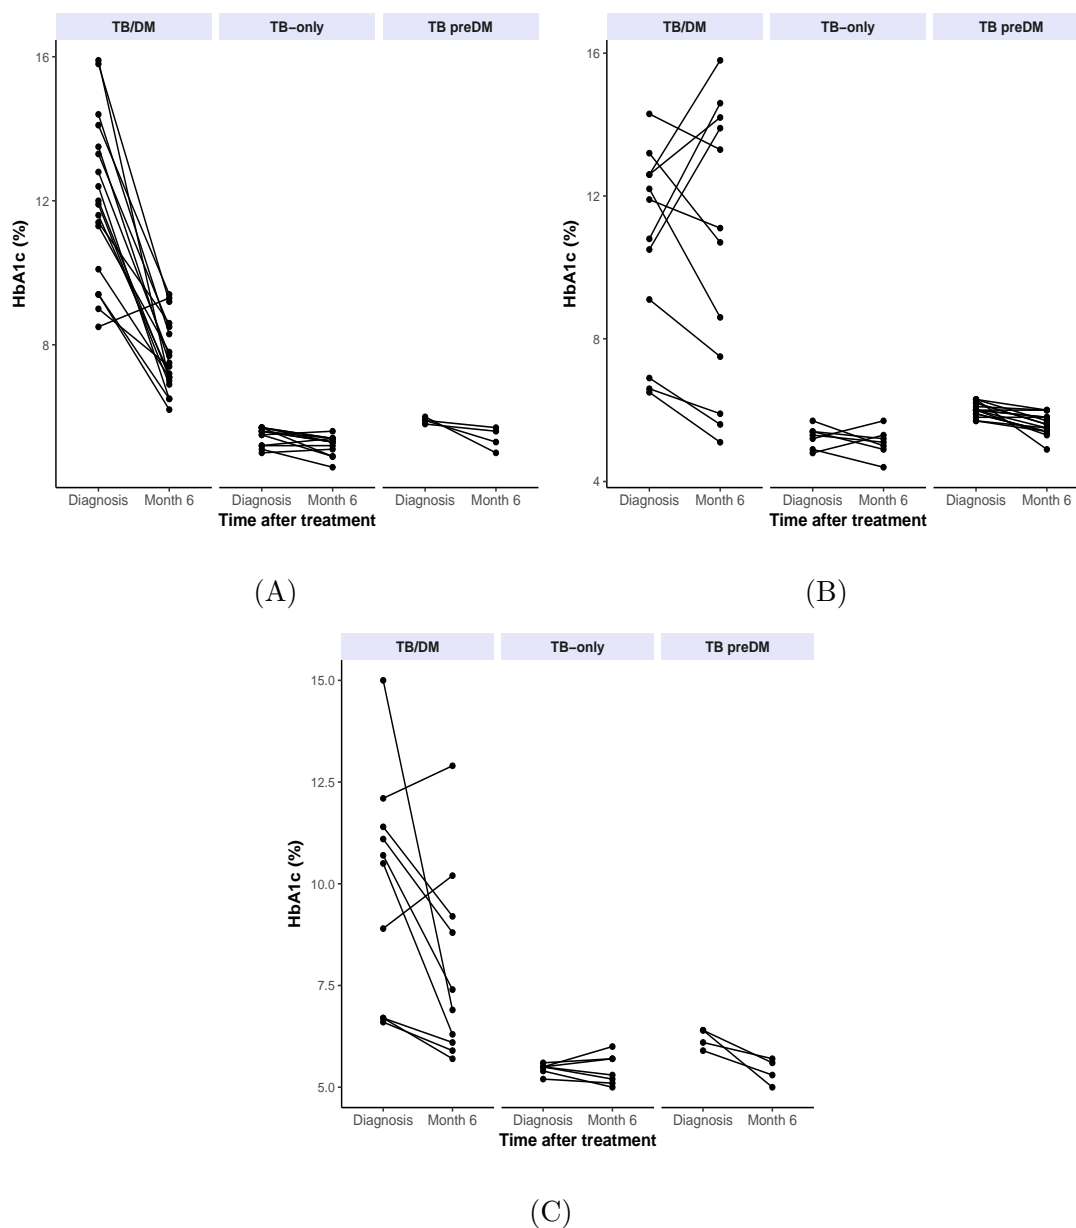 TB/DM TB−only TB preDM
16
12
8
HbA1c (%)
Diagnosis Month 6 Diagnosis Month 6 Diagnosis Month 6
Time after treatment
(A)
TB/DM TB−only TB preDM
16
12
8
4
HbA1c (%)
Diagnosis Month 6 Diagnosis Month 6 Diagnosis Month 6
Time after treatment
(B)
TB/DM TB−only TB preDM
15.0
12.5
10.0
7.5
5.0
HbA1c (%)
Diagnosis Month 6 Diagnosis Month 6 Diagnosis Month 6
Time after treatment
(C)